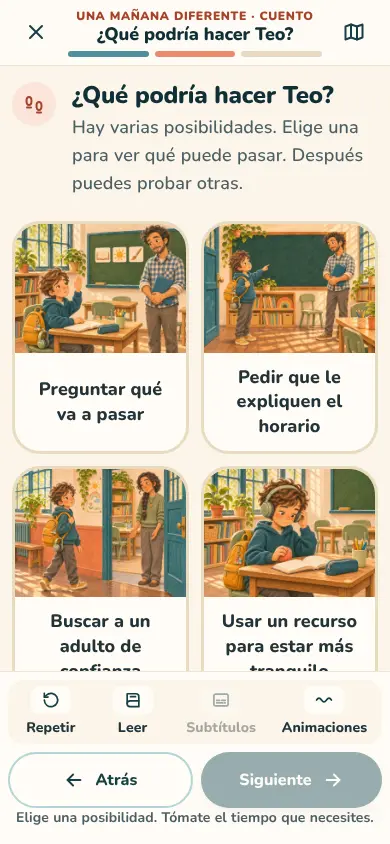 UNA MAÑANA DIFERENTE · CUENTO
¿Qué podría hacer Teo?
¿Qué podría hacer Teo?
Hay varias posibilidades. Elige una
para ver qué puede pasar. Después
puedes probar otras.
Preguntar qué
va a pasar
Pedir que le
expliquen el
horario
Buscar a un
adulto de
confianza
Usar un recurso
para estar más
tranquilo
Repetir
Leer
Subtítulos
Animaciones
Atrás
Siguiente
Elige una posibilidad. Tómate el tiempo que necesites.